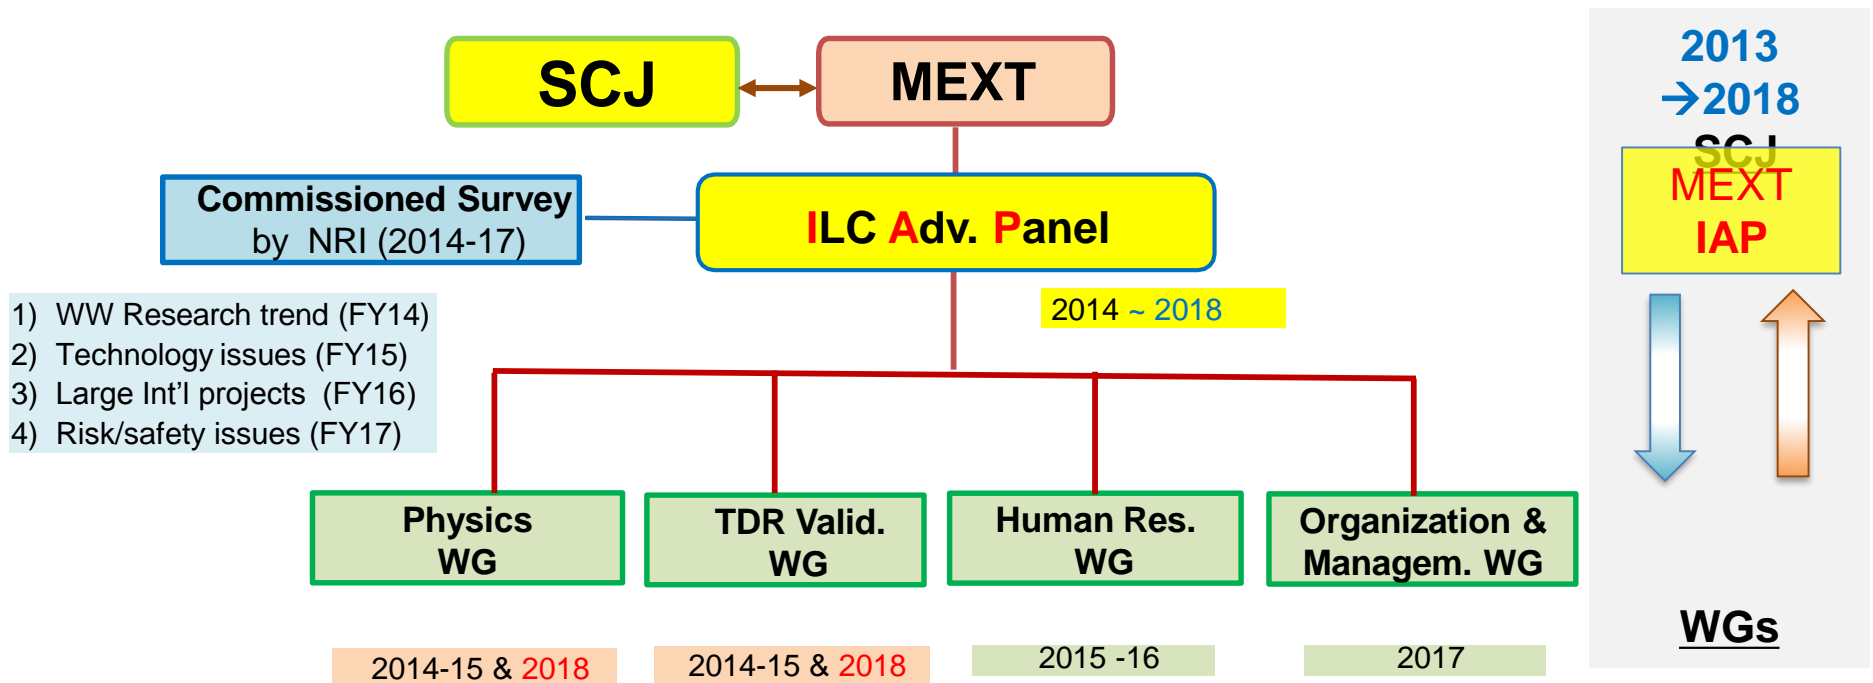 SCJ
MEXT
Commissioned Survey
by NRI (2014-17)
ILC Adv. Panel
2014 ~ 2018
1) WW Research trend (FY14)
2) Technology issues (FY15)
3) Large Int'l projects (FY16)
4) Risk/safety issues (FY17)
Physics
WG
TDR Valid.
WG
Human Res.
WG
Organization &
Managem. WG
2014-15 & 2018
2014-15 & 2018
2015 -16
2017
2013
→2018
SCJ
MEXT
IAP
WGs